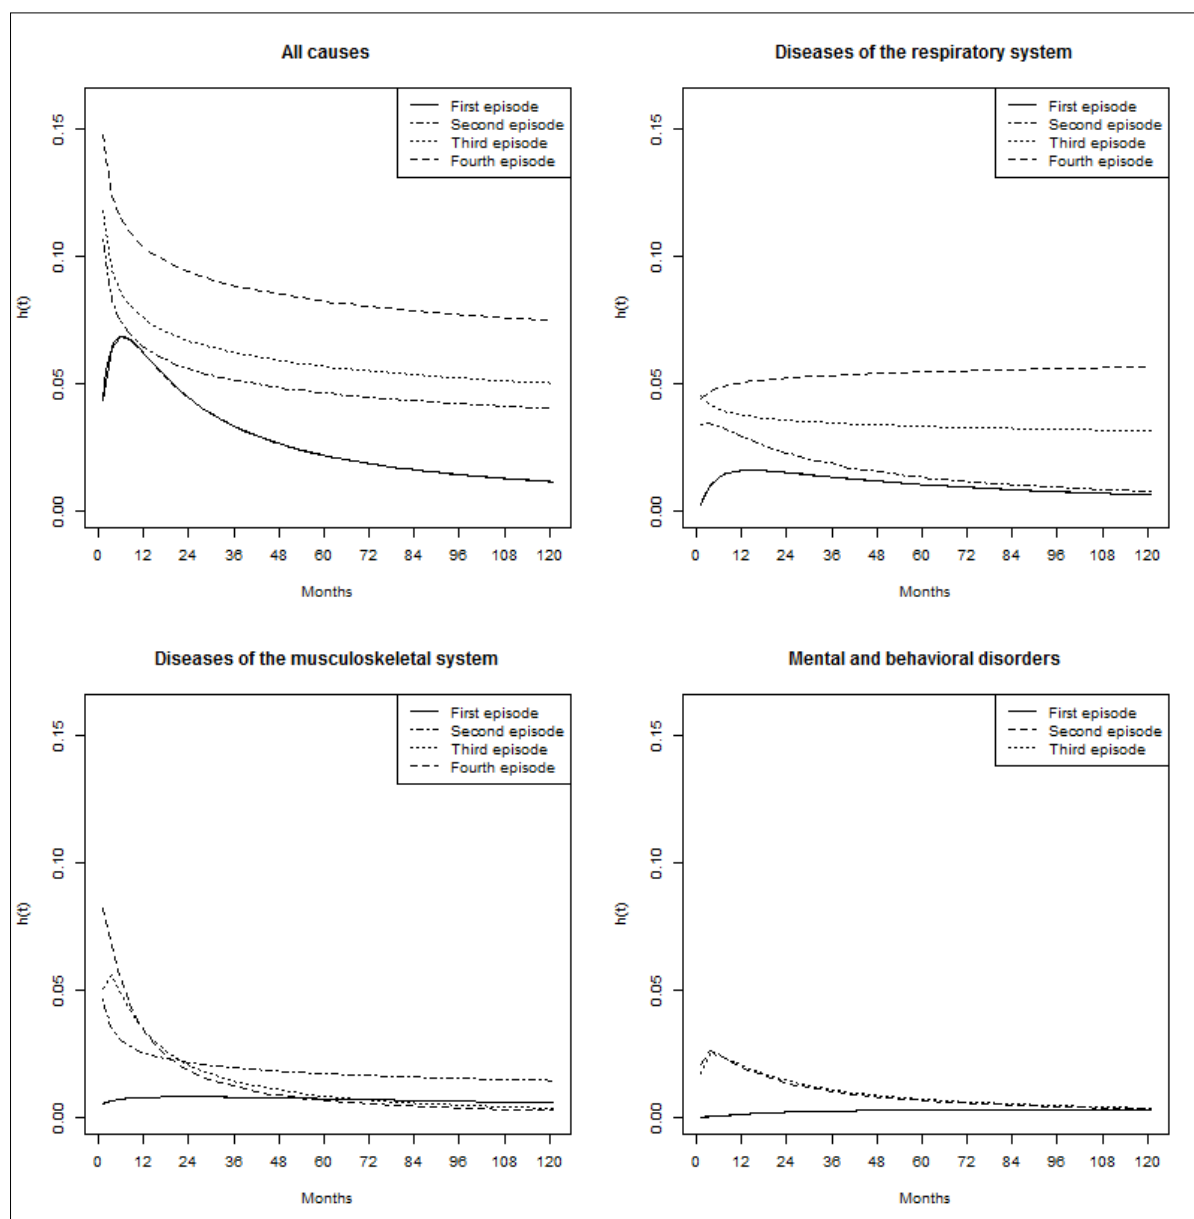 All causes
First episode
Second episode
Third episode
Fourth episode
0.15
0.10
0.05
0.00
h(t)
0 12 24 36 48 60 72 84 96 108 120
Months
Diseases of the respiratory system
First episode
Second episode
Third episode
Fourth episode
0.15
0.10
0.05
0.00
h(t)
0 12 24 36 48 60 72 84 96 108 120
Months
Diseases of the musculoskeletal system
First episode
Second episode
Third episode
Fourth episode
0.15
0.10
0.05
0.00
h(t)
0 12 24 36 48 60 72 84 96 108 120
Months
Mental and behavioral disorders
First episode
Second episode
Third episode
0.15
0.10
0.05
0.00
h(t)
0 12 24 36 48 60 72 84 96 108 120
Months